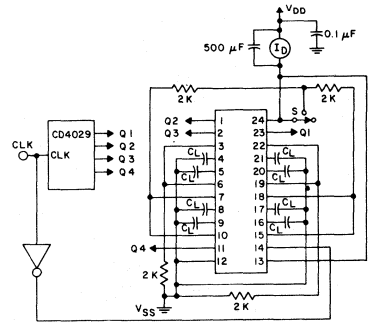 VDD
500 µF
ID
0.1µF
2K
S
2K
CD4029
CLK
CLK
Q1
Q2
Q3
Q4
Q2
Q3
Q1
Q4
1
2
3
4
5
6
7
8
9
10
11
12
24
23
22
21
20
19
18
17
16
15
14
13
CL
CL
CL
CL
CL
CL
CL
CL
2K
2K
VSS